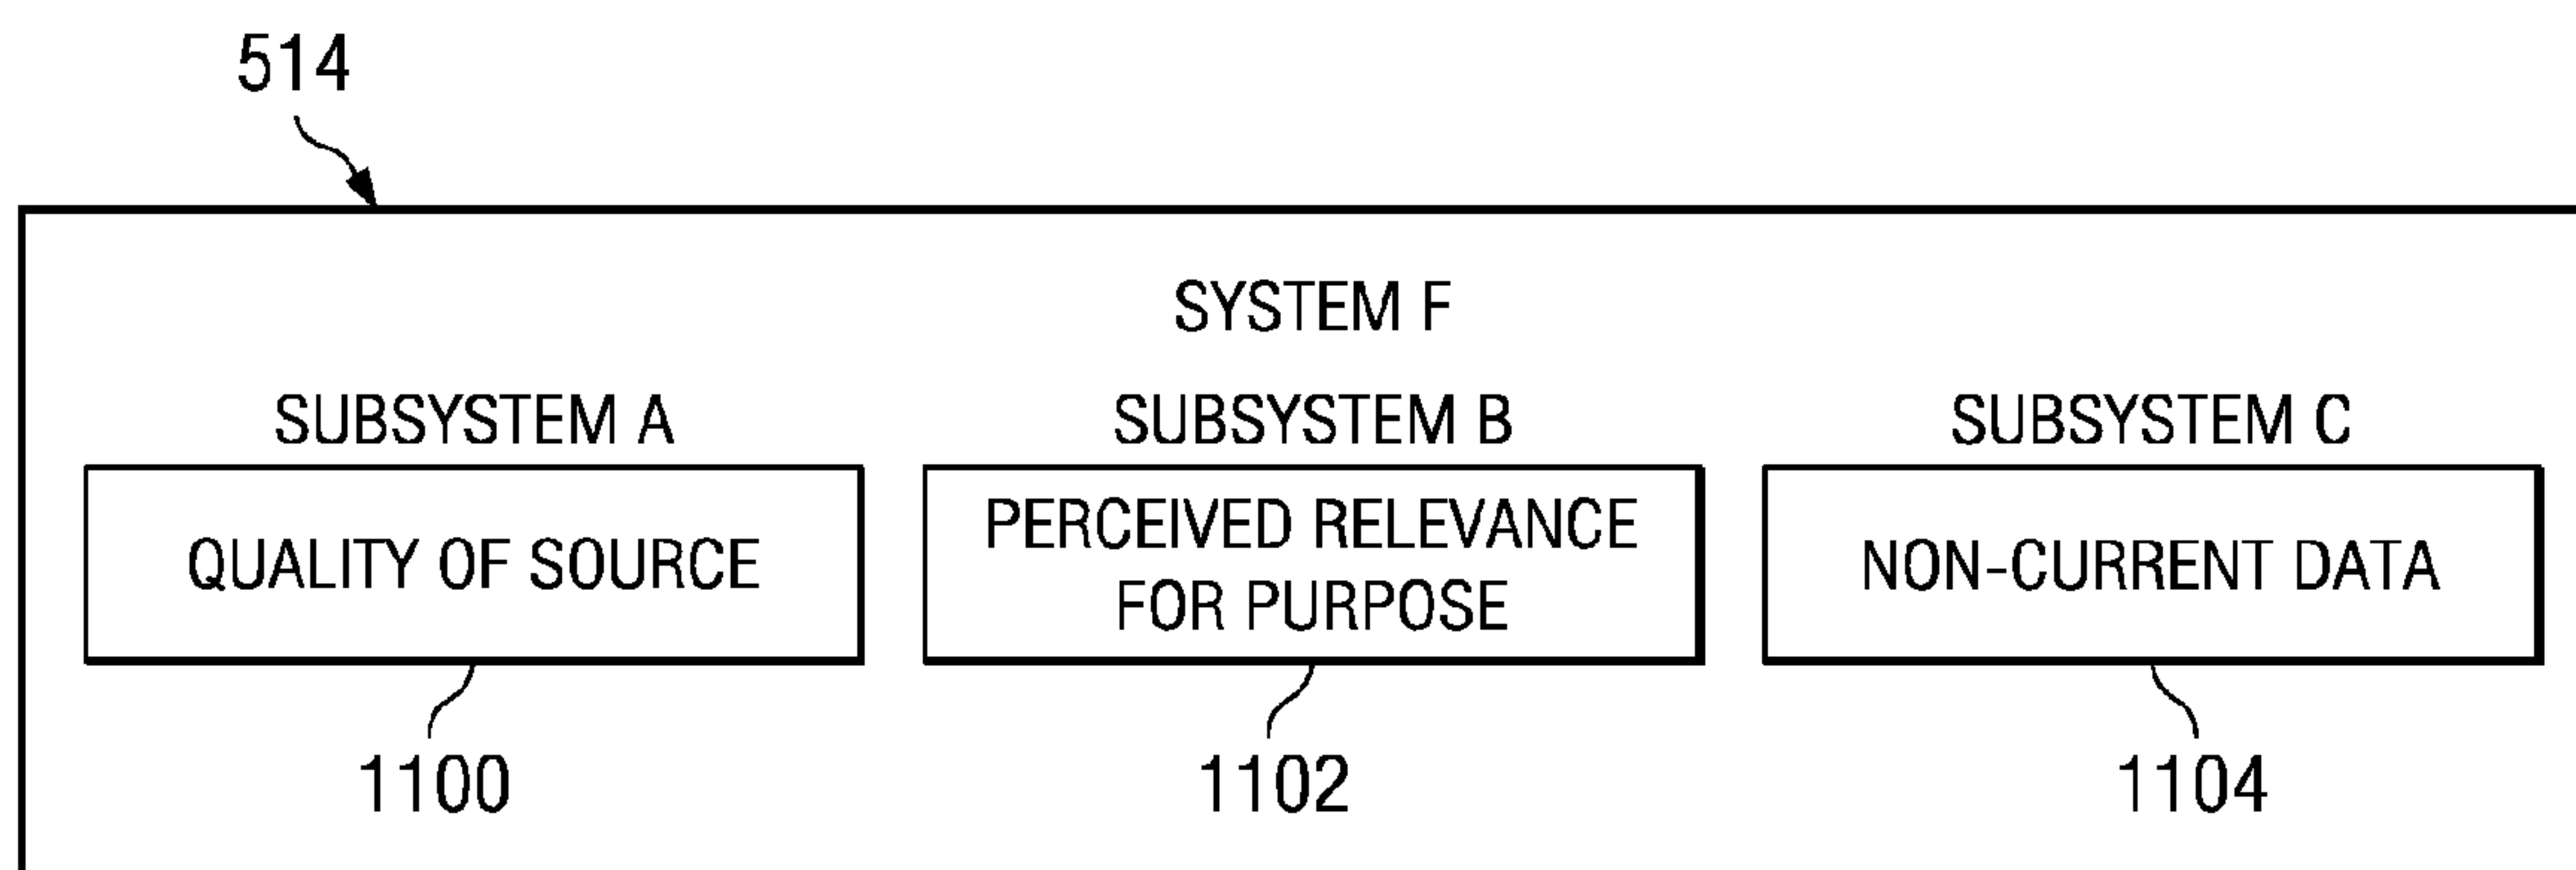 514
SYSTEM F
SUBSYSTEM A
SUBSYSTEM B
SUBSYSTEM C
QUALITY OF SOURCE
PERCEIVED RELEVANCE
FOR PURPOSE
NON-CURRENT DATA
1100
1102
1104